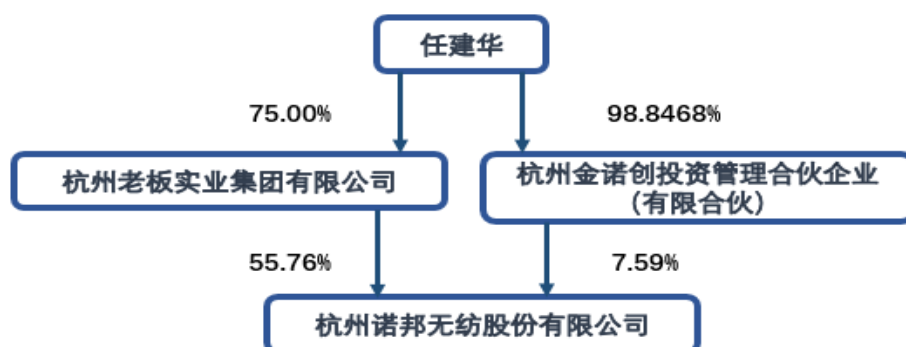 任建华
75.00%
98.8468%
杭州老板实业集团有限公司
杭州金诺创投资管理合伙企业
(有限合伙)
55.76%
7.59%
杭州诺邦无纺股份有限公司